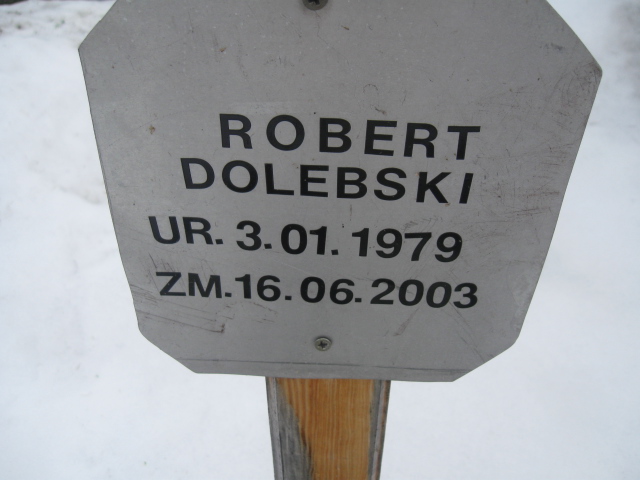 ROBERT
DOLEBSKI
UR. 3.01.1979
ZM.16.06.2003